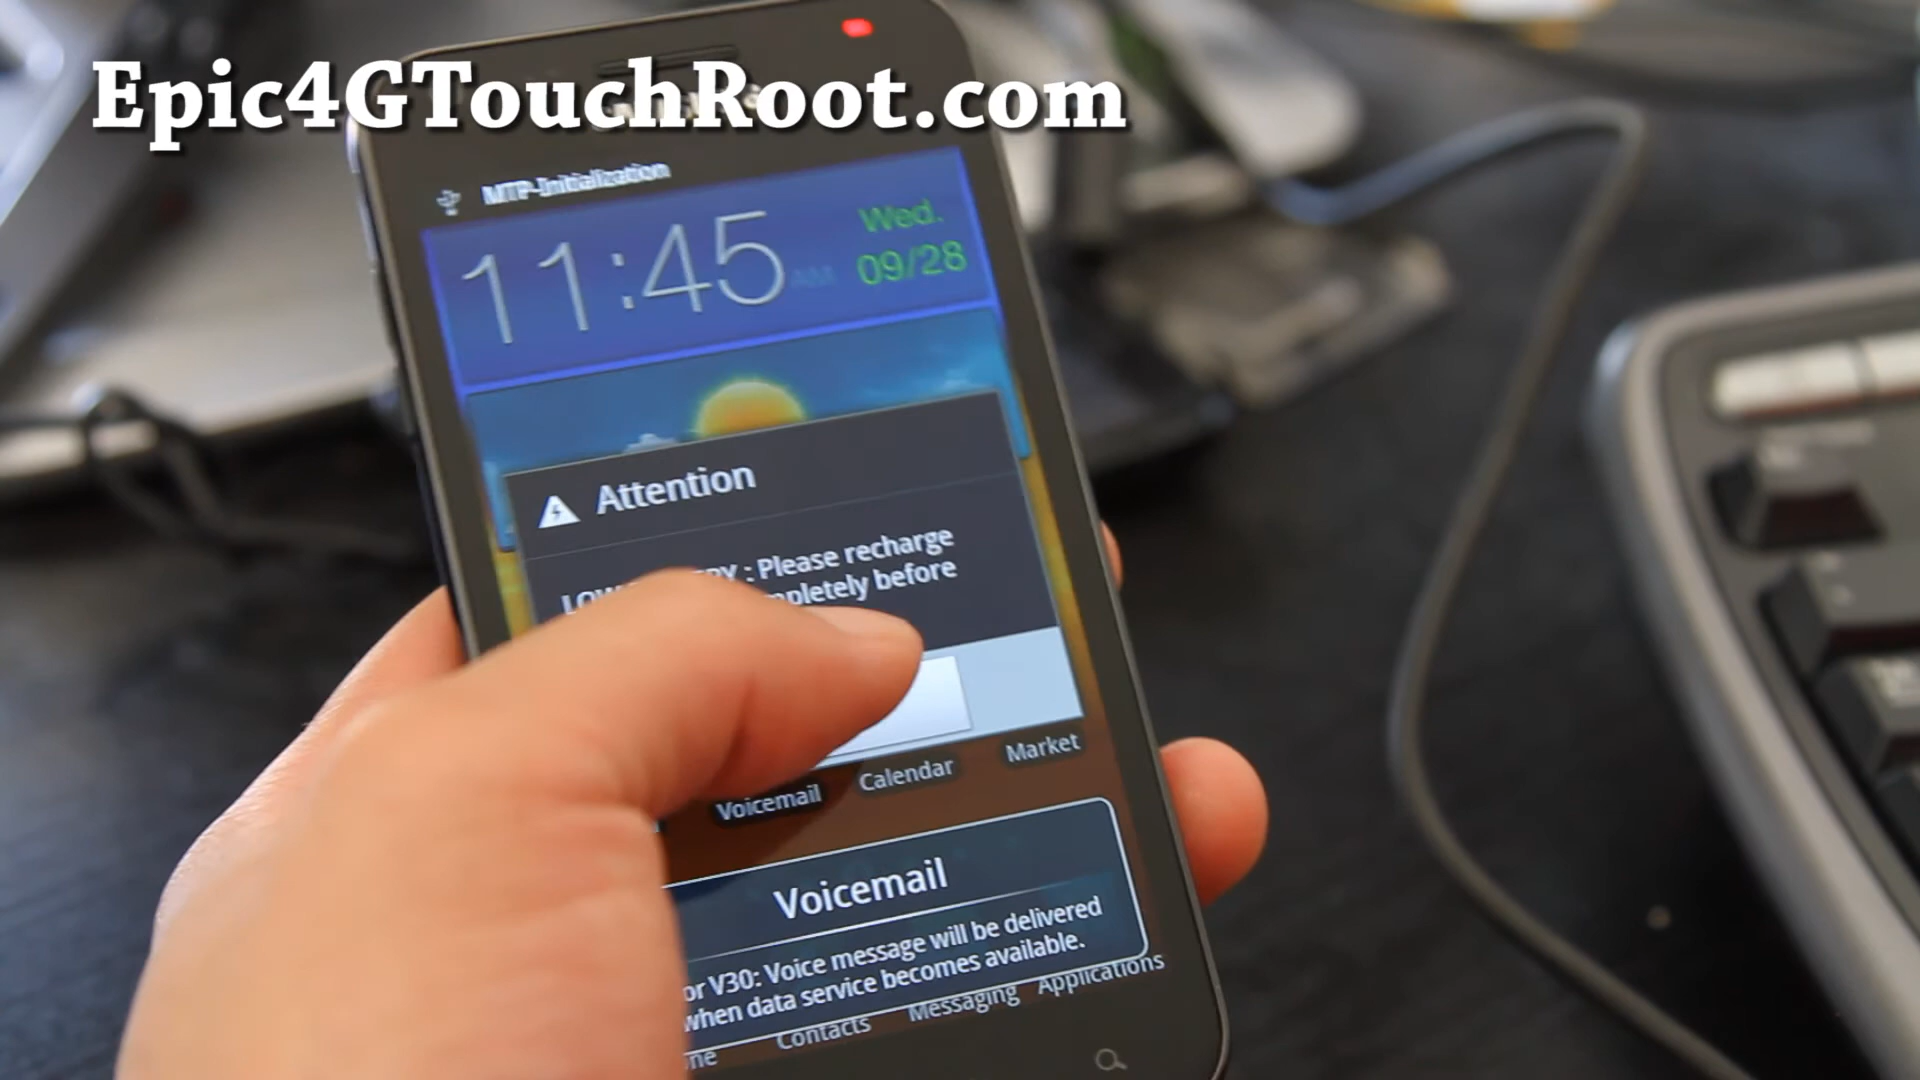 Epic4GTouchRoot.com
MTP-Initialization
11:45 AM
Wed.
09/28
Attention
: Please recharge
before
Voicemail
Calendar
Market
Voicemail
V30: Voice message will be delivered
when data service becomes available.
Contacts
Messaging
Applications